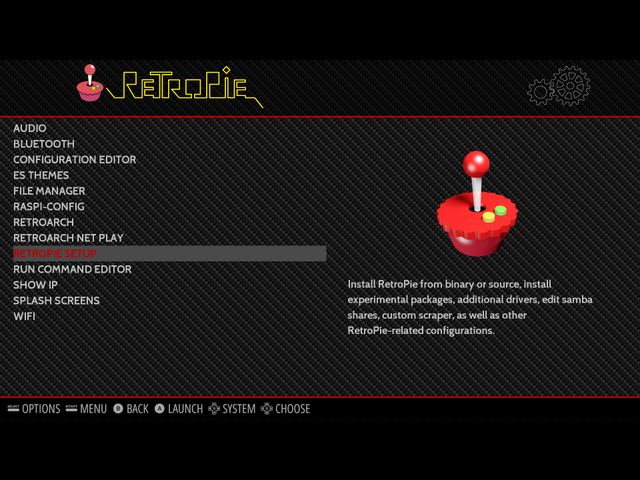 RetroPie
AUDIO
BLUETOOTH
CONFIGURATION EDITOR
ES THEMES
FILE MANAGER
RASPI-CONFIG
RETROARCH
RETROARCH NET PLAY
RETROPIE SETUP
RUN COMMAND EDITOR
SHOW IP
SPLASH SCREENS
WIFI
Install RetroPie from binary or source, install
experimental packages, additional drivers, edit samba
shares, custom scraper, as well as other
RetroPie-related configurations.
SELECT OPTIONS START MENU B BACK A LAUNCH SYSTEM CHOOSE